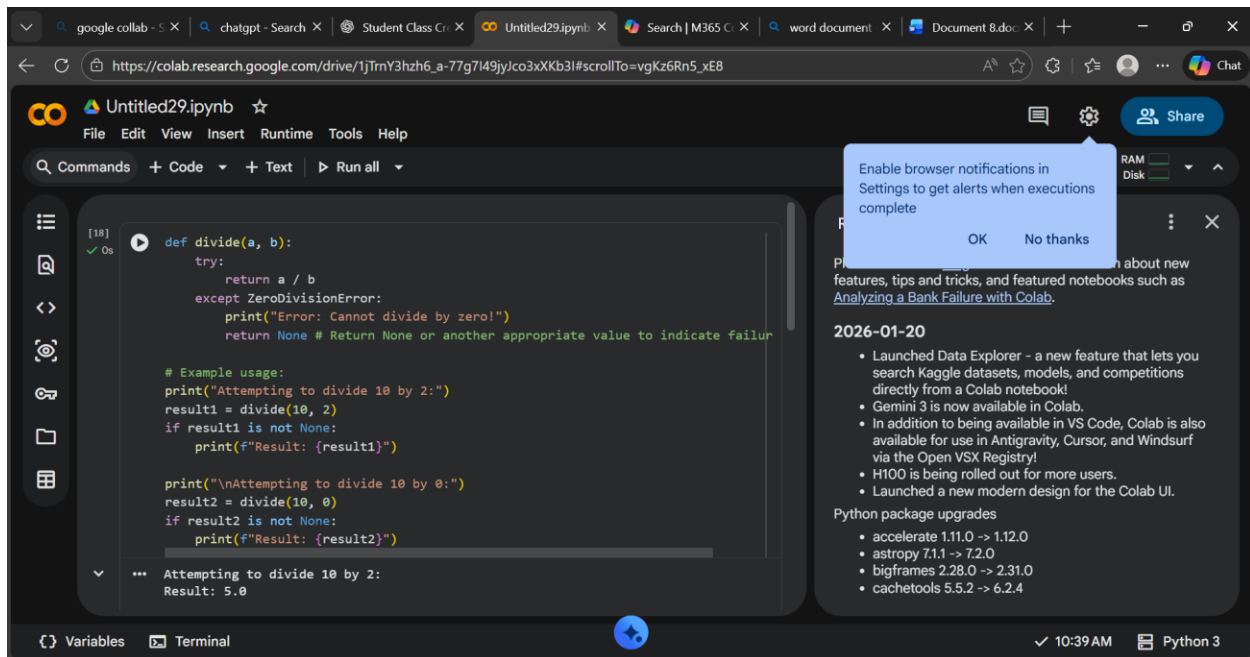 google collab - S
chatgpt - Search
Student Class Cre
Untitled29.ipynb
Search | M365 Co
word document
Document 8.doc
https://colab.research.google.com/drive/1jTrnY3hzh6_a-77g7I49jyJco3xXKb3I#scrollTo=vgKz6Rn5_xE8
Chat
Untitled29.ipynb
File Edit View Insert Runtime Tools Help
Share
Commands + Code + Text Run all
RAM
Disk
Enable browser notifications in
Settings to get alerts when executions
complete
OK No thanks
[18]
0s
def divide(a, b):
try:
return a / b
except ZeroDivisionError:
print("Error: Cannot divide by zero!")
return None # Return None or another appropriate value to indicate failur
# Example usage:
print("Attempting to divide 10 by 2:")
result1 = divide(10, 2)
if result1 is not None:
print(f"Result: {result1}")
print("\nAttempting to divide 10 by 0:")
result2 = divide(10, 0)
if result2 is not None:
print(f"Result: {result2}")
Attempting to divide 10 by 2:
Result: 5.0
about new
features, tips and tricks, and featured notebooks such as
Analyzing a Bank Failure with Colab.
2026-01-20
• Launched Data Explorer - a new feature that lets you
search Kaggle datasets, models, and competitions
directly from a Colab notebook!
• Gemini 3 is now available in Colab.
• In addition to being available in VS Code, Colab is also
available for use in Antigravity, Cursor, and Windsurf
via the Open VSX Registry!
• H100 is being rolled out for more users.
• Launched a new modern design for the Colab UI.
Python package upgrades
• accelerate 1.11.0 -> 1.12.0
• astropy 7.1.1 -> 7.2.0
• bigframes 2.28.0 -> 2.31.0
• cachetools 5.5.2 -> 6.2.4
{} Variables Terminal
10:39 AM Python 3